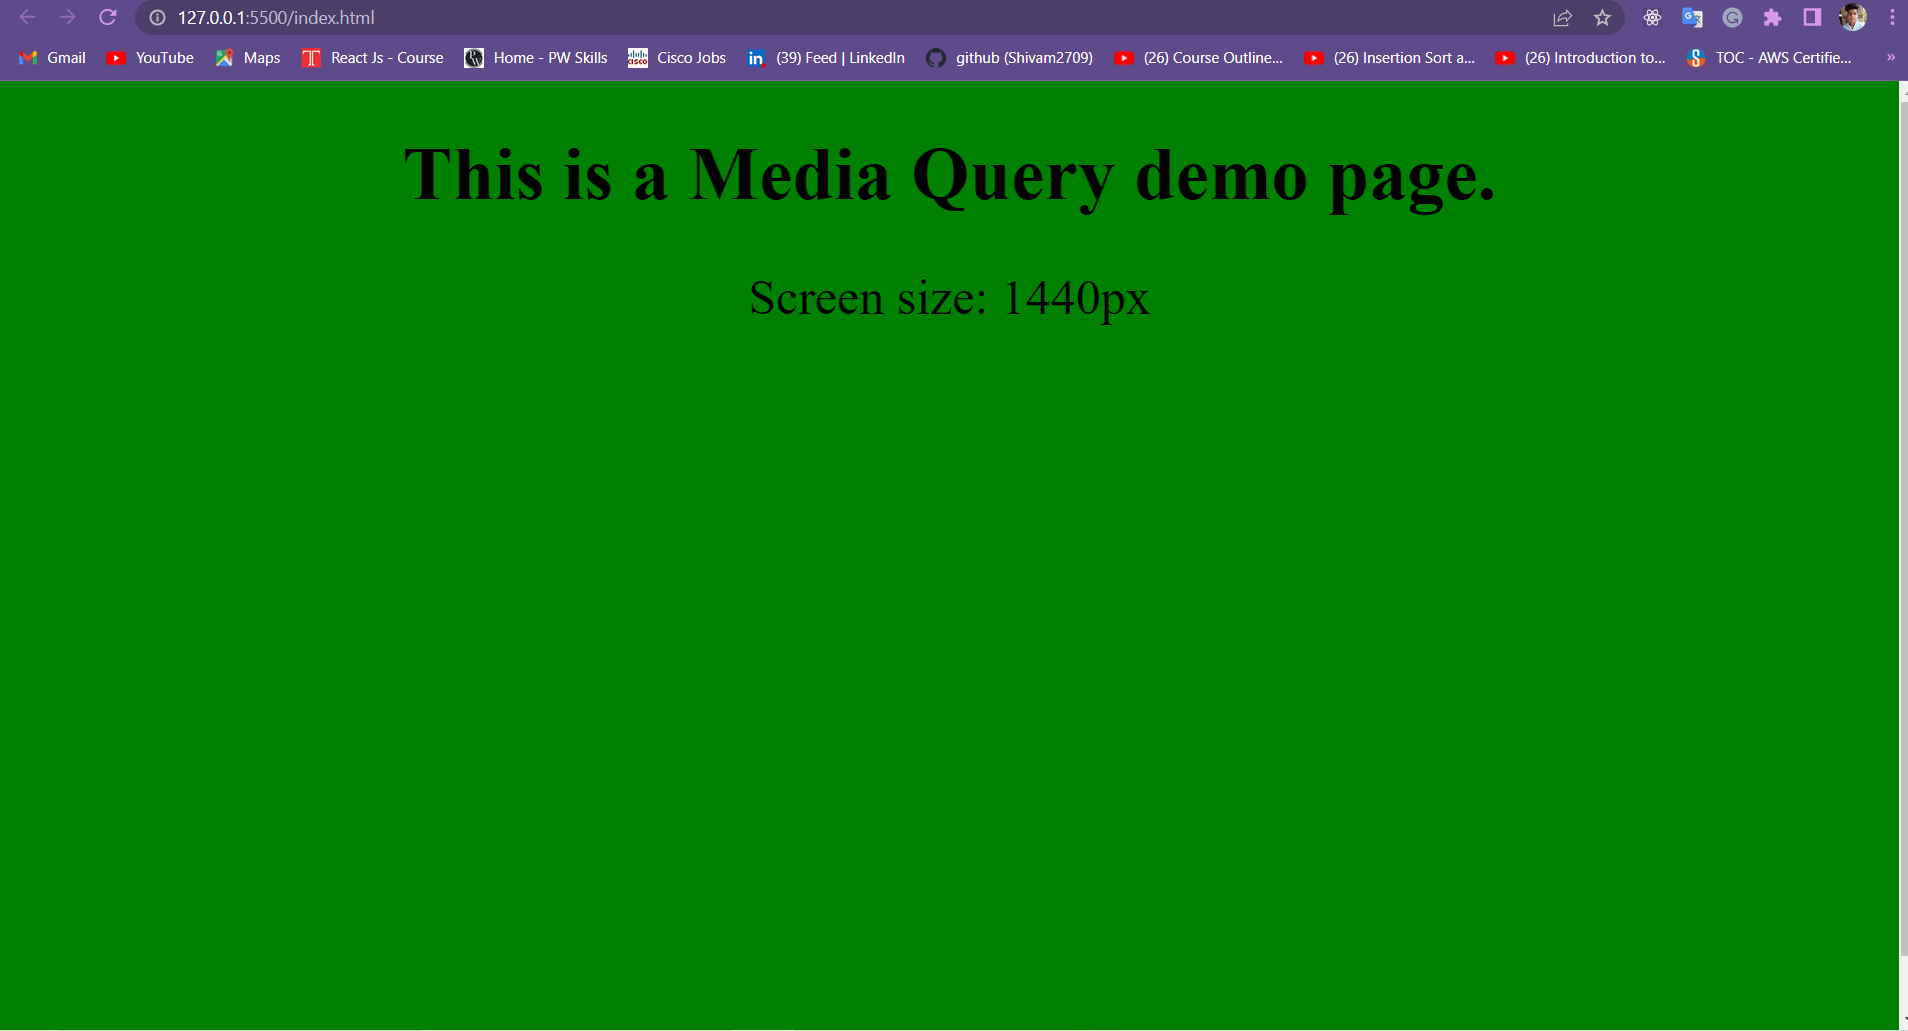 127.0.0.1:5500/index.html
Gmail YouTube Maps React Js - Course Home - PW Skills Cisco Jobs (39) Feed | LinkedIn github (Shivam2709) (26) Course Outline... (26) Insertion Sort a... (26) Introduction to... TOC - AWS Certifie... »
This is a Media Query demo page.
Screen size: 1440px